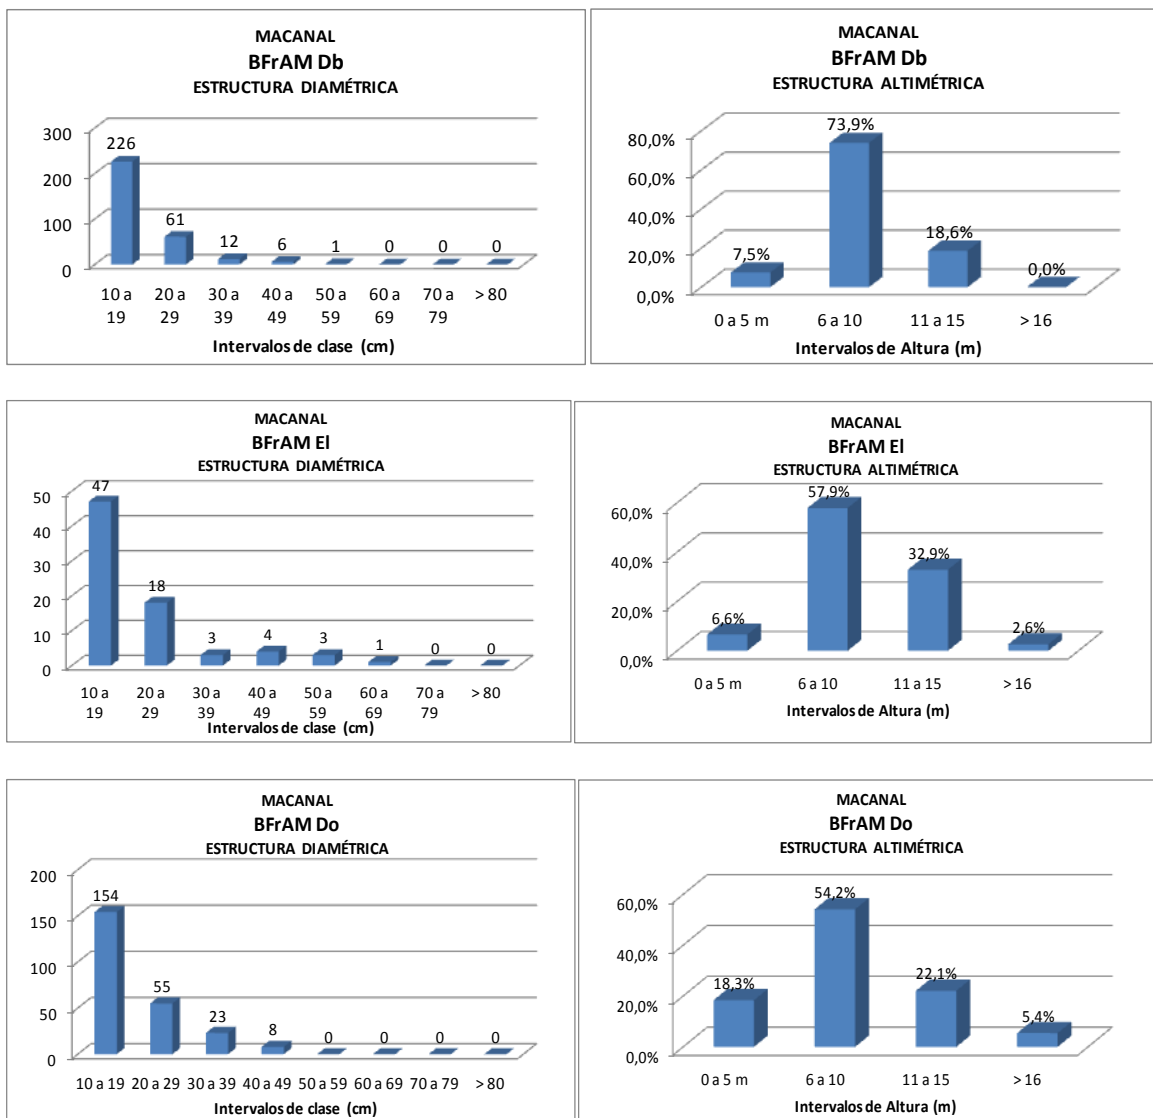 MACANAL
BFrAM Db
ESTRUCTURA DIAMÉTRICA
300
200
100
0
226
61
12
6
1
0
0
0
10 a 19
20 a 29
30 a 39
40 a 49
50 a 59
60 a 69
70 a 79
> 80
Intervalos de clase (cm)
MACANAL
BFrAM Db
ESTRUCTURA ALTIMÉTRICA
80,0%
60,0%
40,0%
20,0%
0,0%
7,5%
73,9%
18,6%
0,0%
0 a 5 m
6 a 10
11 a 15
> 16
Intervalos de Altura (m)
MACANAL
BFrAM El
ESTRUCTURA DIAMÉTRICA
50
40
30
20
10
0
47
18
3
4
3
1
0
0
10 a 19
20 a 29
30 a 39
40 a 49
50 a 59
60 a 69
70 a 79
> 80
Intervalos de clase (cm)
MACANAL
BFrAM El
ESTRUCTURA ALTIMÉTRICA
60,0%
40,0%
20,0%
0,0%
6,6%
57,9%
32,9%
2,6%
0 a 5 m
6 a 10
11 a 15
> 16
Intervalos de Altura (m)
MACANAL
BFrAM Do
ESTRUCTURA DIAMÉTRICA
200
150
100
50
0
154
55
23
8
0
0
0
0
10 a 19 20 a 29 30 a 39 40 a 49 50 a 59 60 a 69 70 a 79 > 80
Intervalos de clase (cm)
MACANAL
BFrAM Do
ESTRUCTURA ALTIMÉTRICA
60,0%
40,0%
20,0%
0,0%
18,3%
54,2%
22,1%
5,4%
0 a 5 m
6 a 10
11 a 15
> 16
Intervalos de Altura (m)